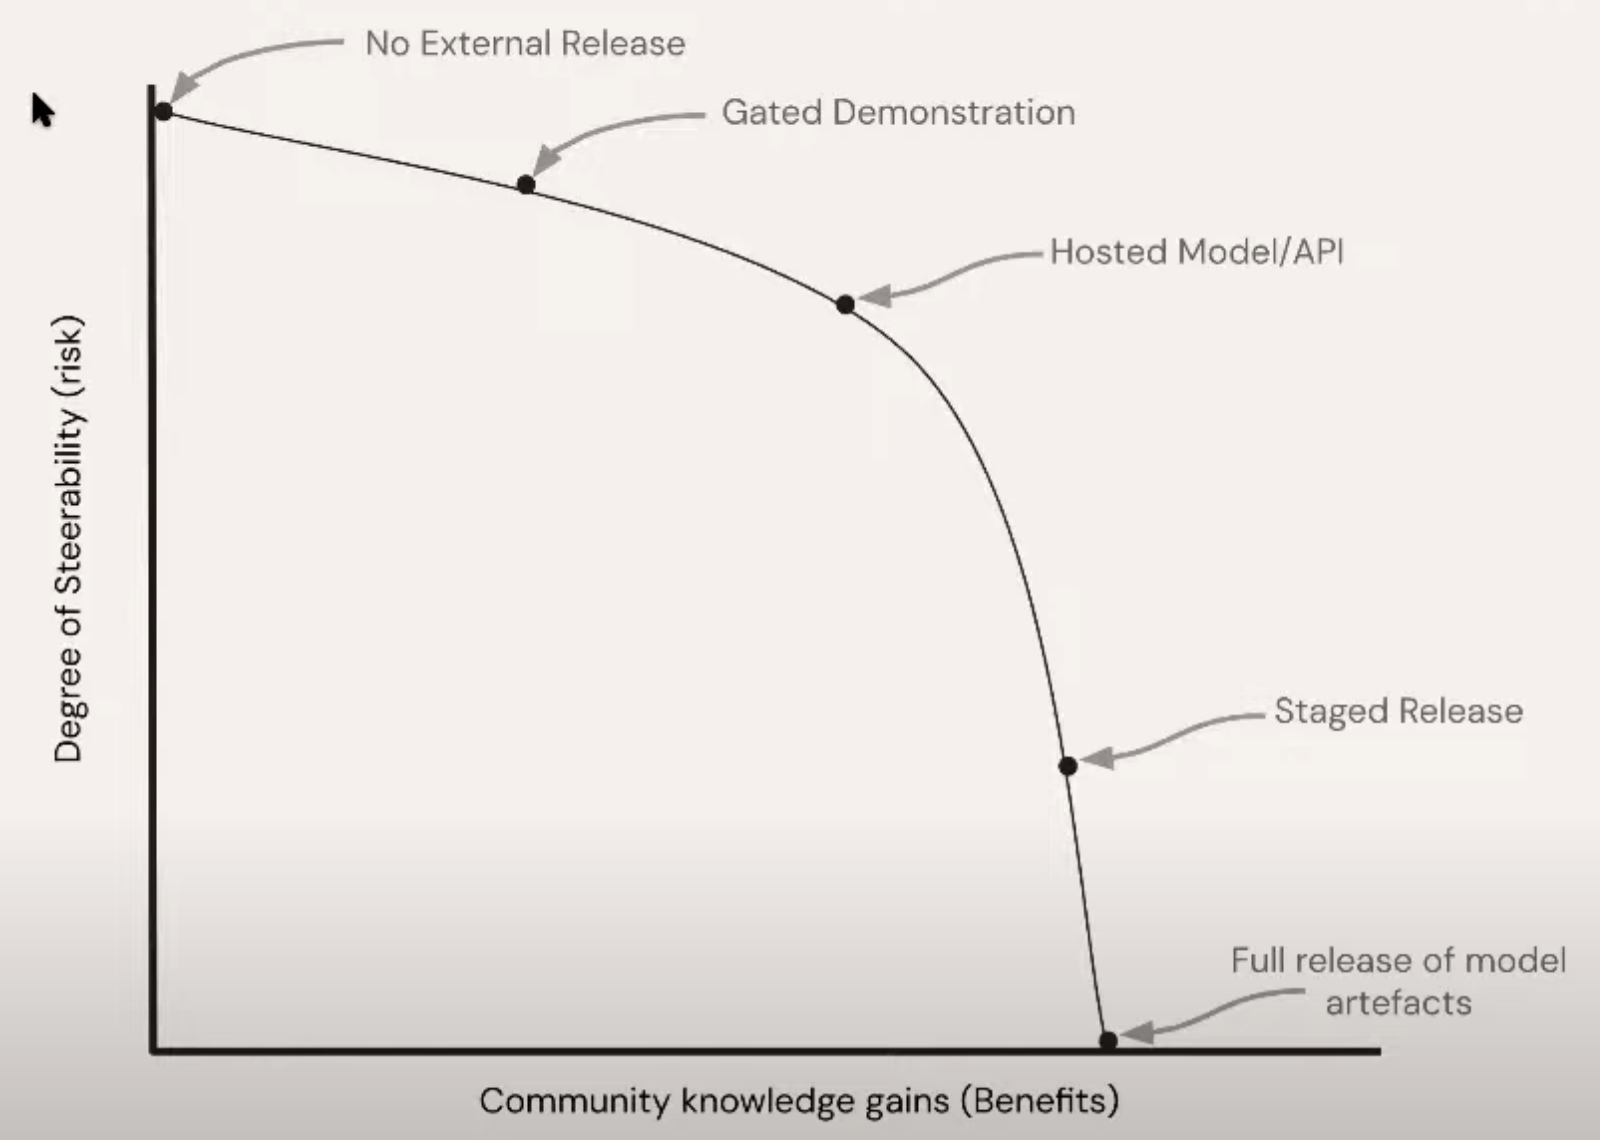 No External Release
Gated Demonstration
Hosted Model/API
Degree of Steerability (risk)
Staged Release
Full release of model
artefacts
Community knowledge gains (Benefits)